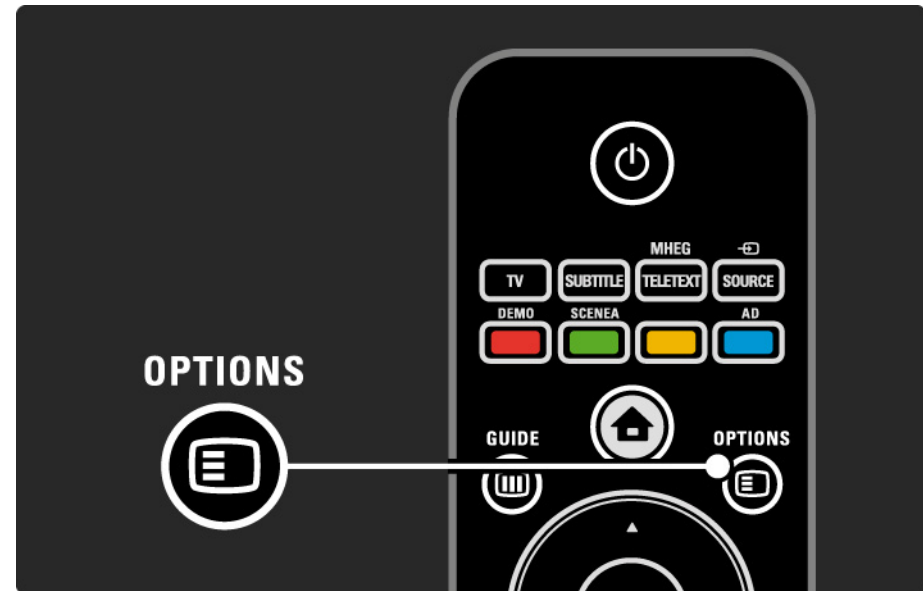 MHEG
TV SUBTITLE TELETEXT SOURCE
DEMO SCENEA AD
OPTIONS
GUIDE OPTIONS